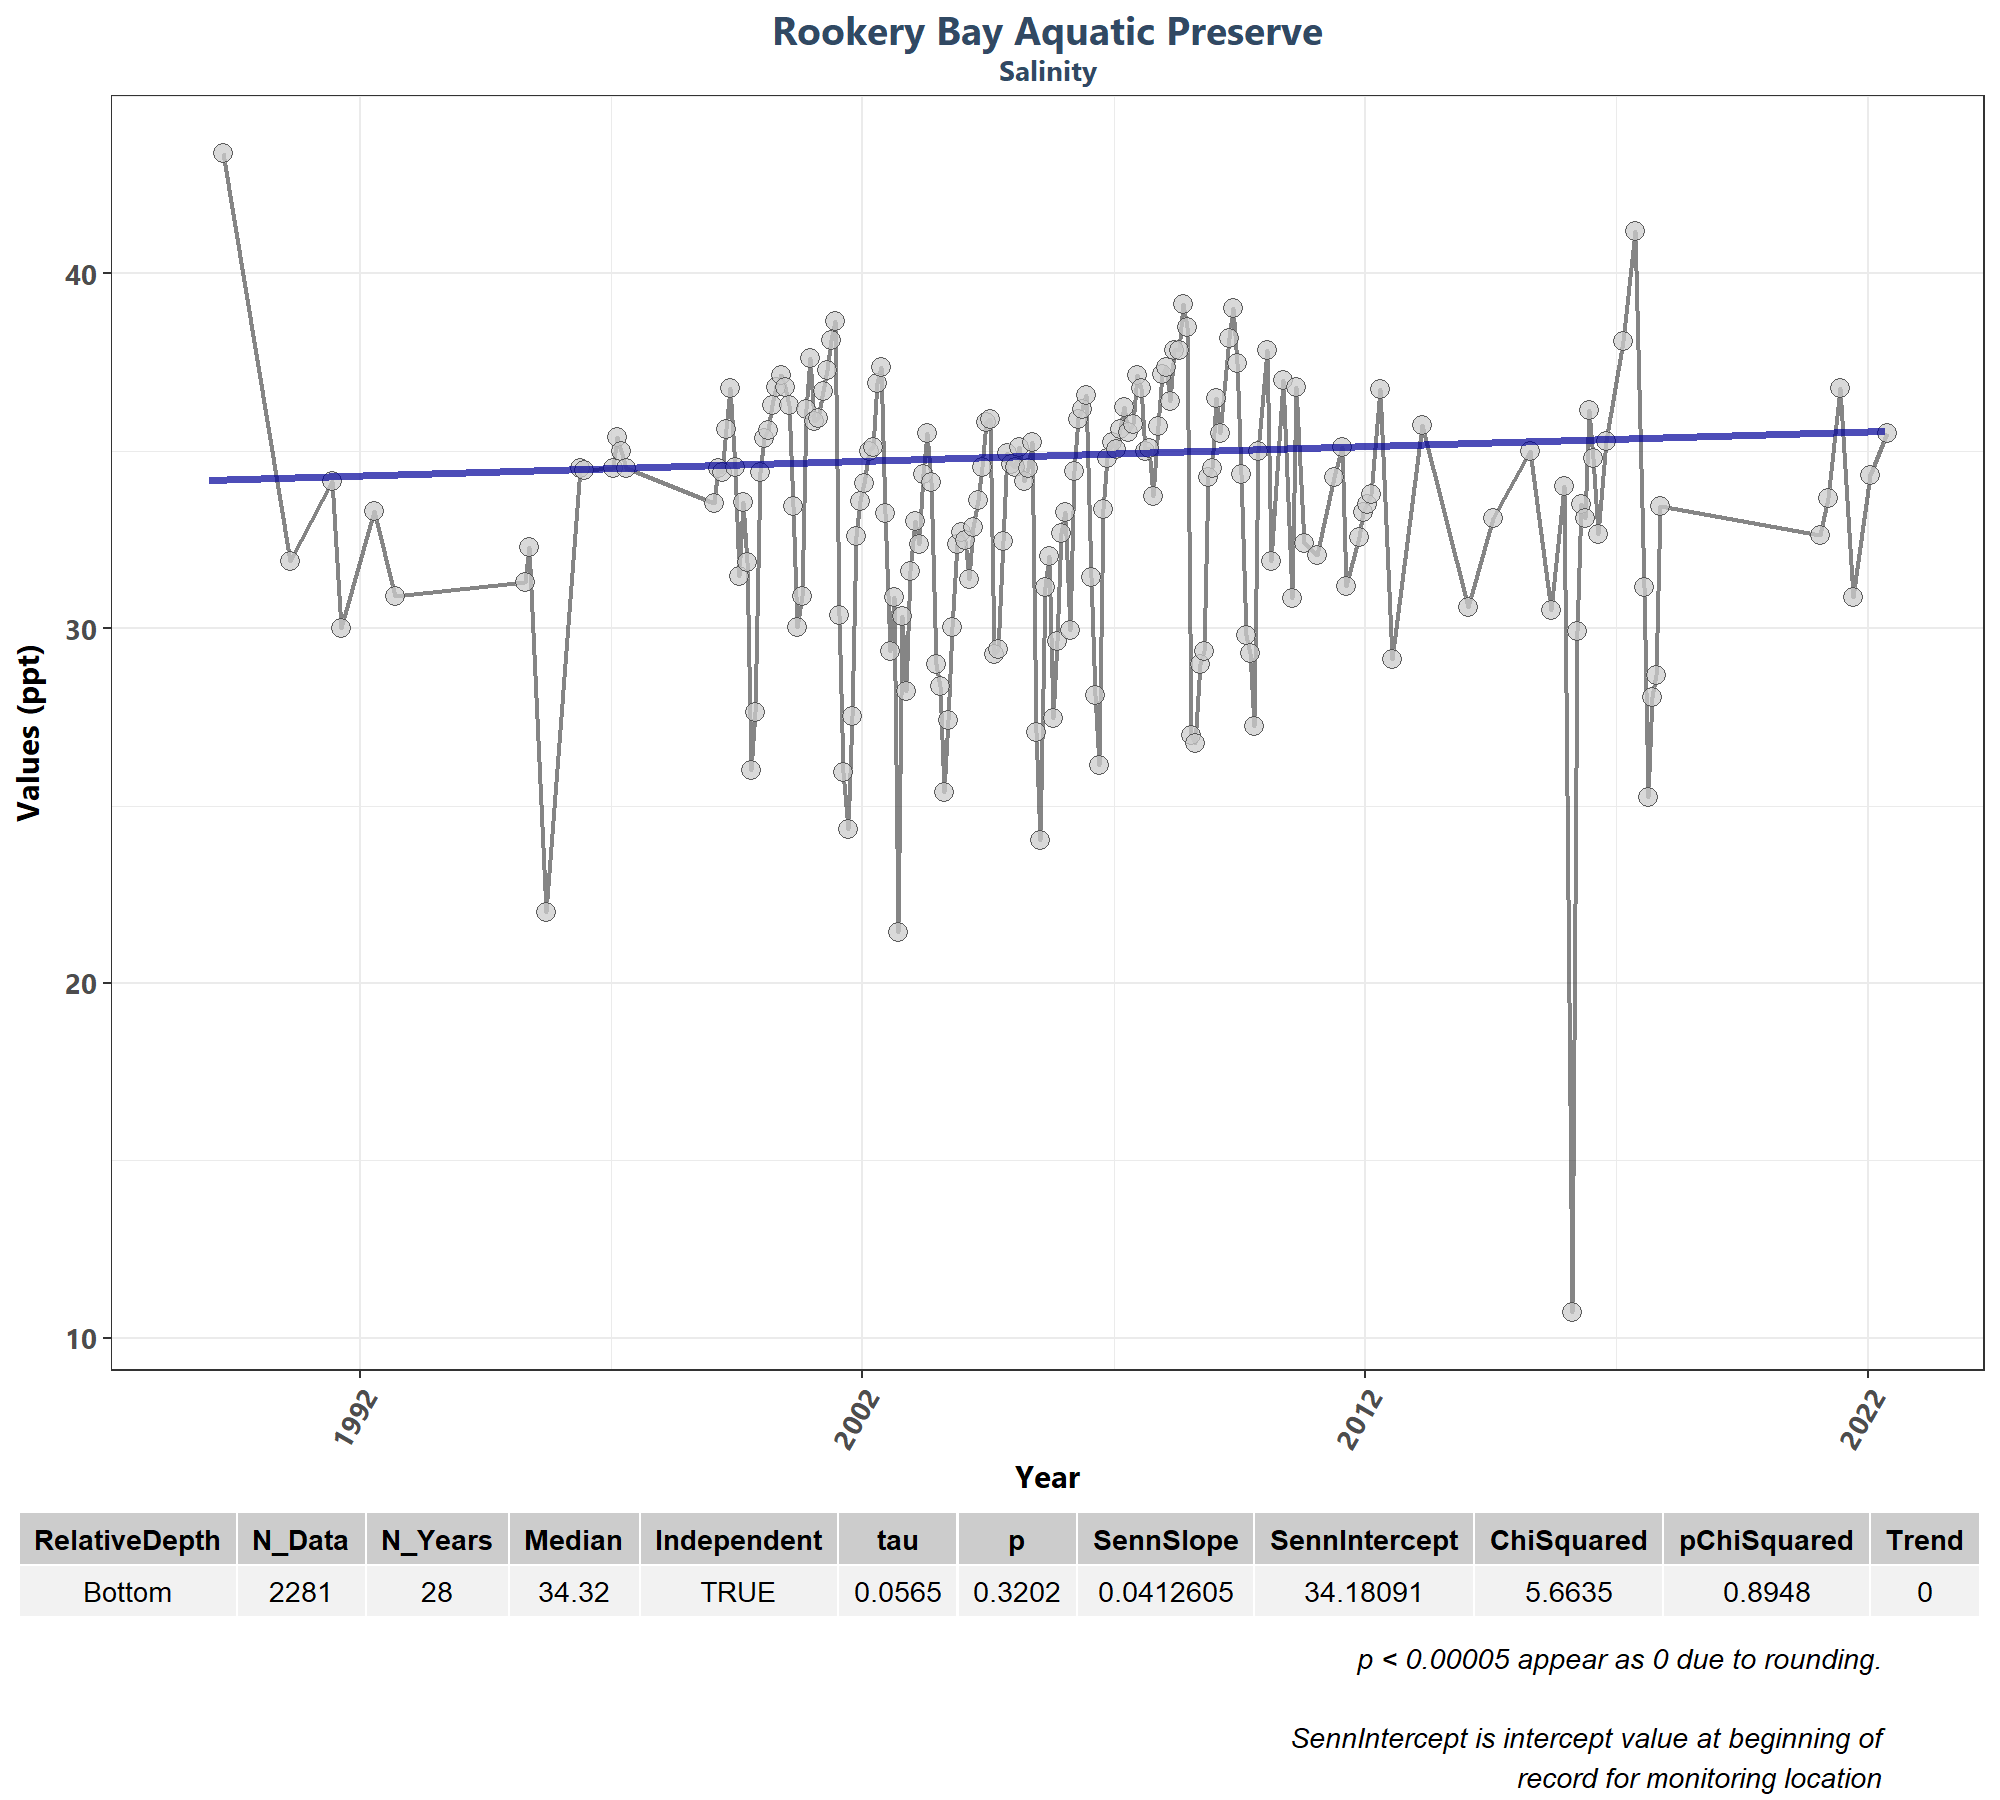 Rookery Bay Aquatic Preserve
Salinity
Values (ppt)
40
30
20
10
1992 2002 2012 2022
Year
RelativeDepth N_Data N_Years Median Independent tau p SennSlope SennIntercept ChiSquared pChiSquared Trend
Bottom 2281 28 34.32 TRUE 0.0565 0.3202 0.0412605 34.18091 5.6635 0.8948 0
p < 0.00005 appear as 0 due to rounding.
SennIntercept is intercept value at beginning of
record for monitoring location